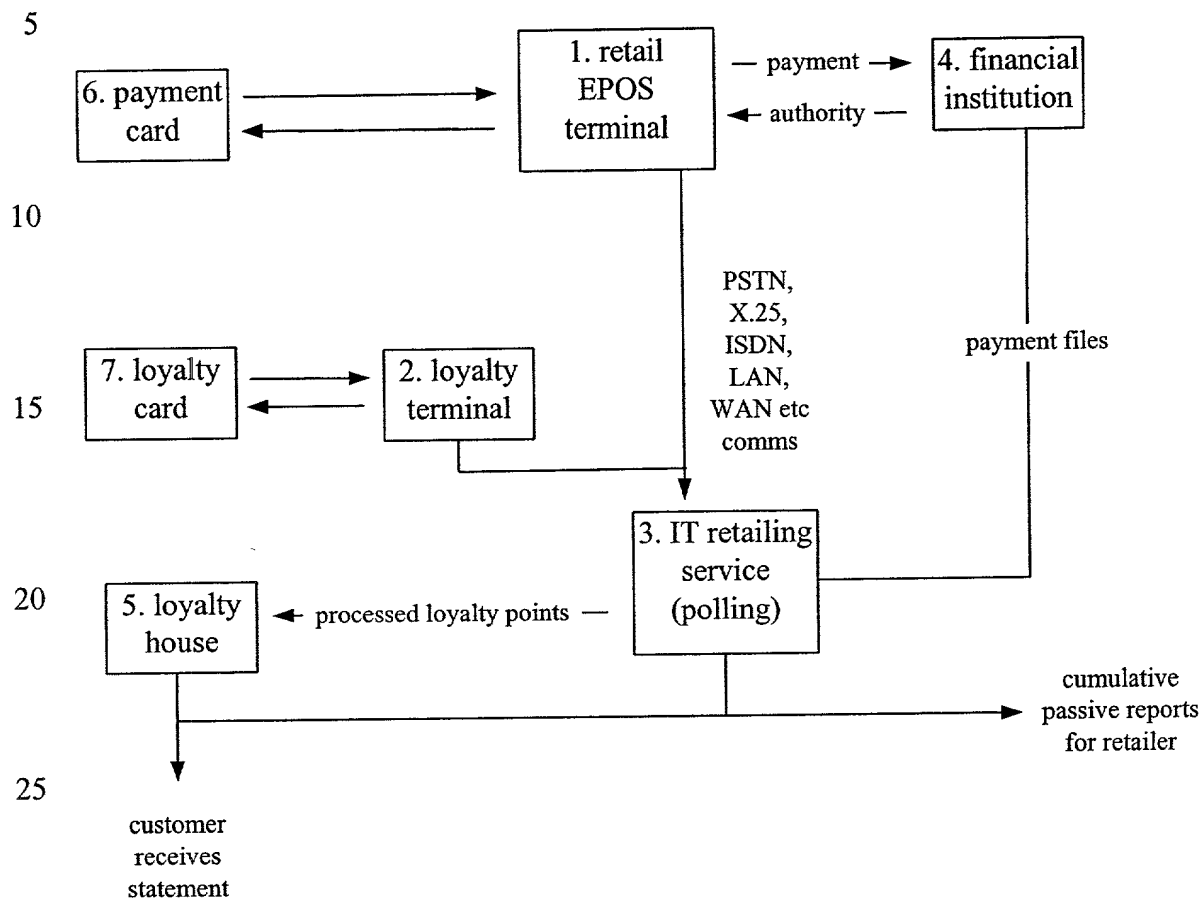 5
1. retail
EPOS
terminal
payment
authority
4. financial
institution
6. payment
card
10
PSTN,
X.25,
ISDN,
LAN,
WAN etc
comms
payment files
7. loyalty
card
2. loyalty
terminal
15
3. IT retailing
service
(polling)
20
5. loyalty
house
processed loyalty points
cumulative
passive reports
for retailer
25
customer
receives
statement